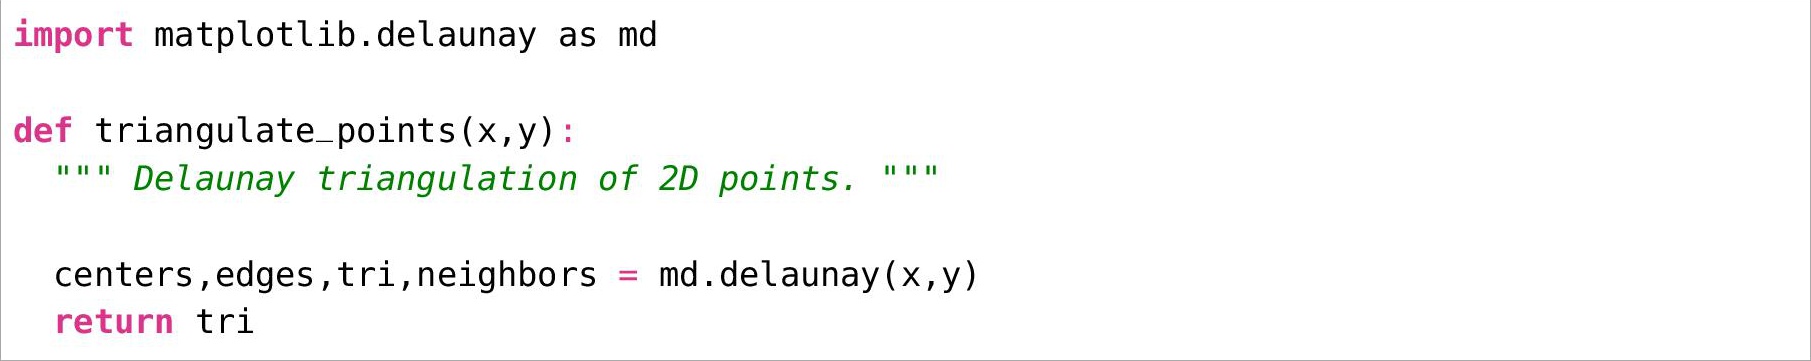 import matplotlib.delaunay as md
def triangulate_points(x,y):
""" Delaunay triangulation of 2D points. """
centers,edges,tri,neighbors = md.delaunay(x,y)
return tri